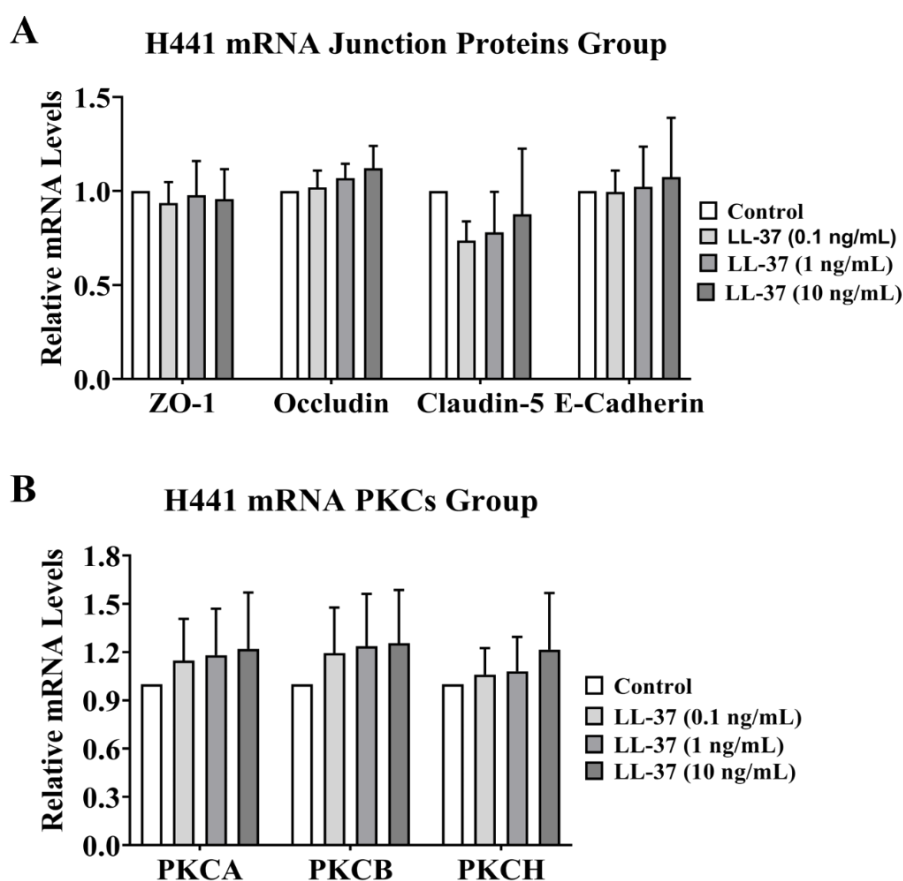 A
H441 mRNA Junction Proteins Group
Relative mRNA Levels
1.5
1.0
0.5
0.0
ZO-1 Occludin Claudin-5 E-Cadherin
Control
LL-37 (0.1 ng/mL)
LL-37 (1 ng/mL)
LL-37 (10 ng/mL)
B
H441 mRNA PKCs Group
Relative mRNA Levels
1.8
1.5
1.2
0.9
0.6
0.3
0.0
PKCA PKCB PKCH
Control
LL-37 (0.1 ng/mL)
LL-37 (1 ng/mL)
LL-37 (10 ng/mL)